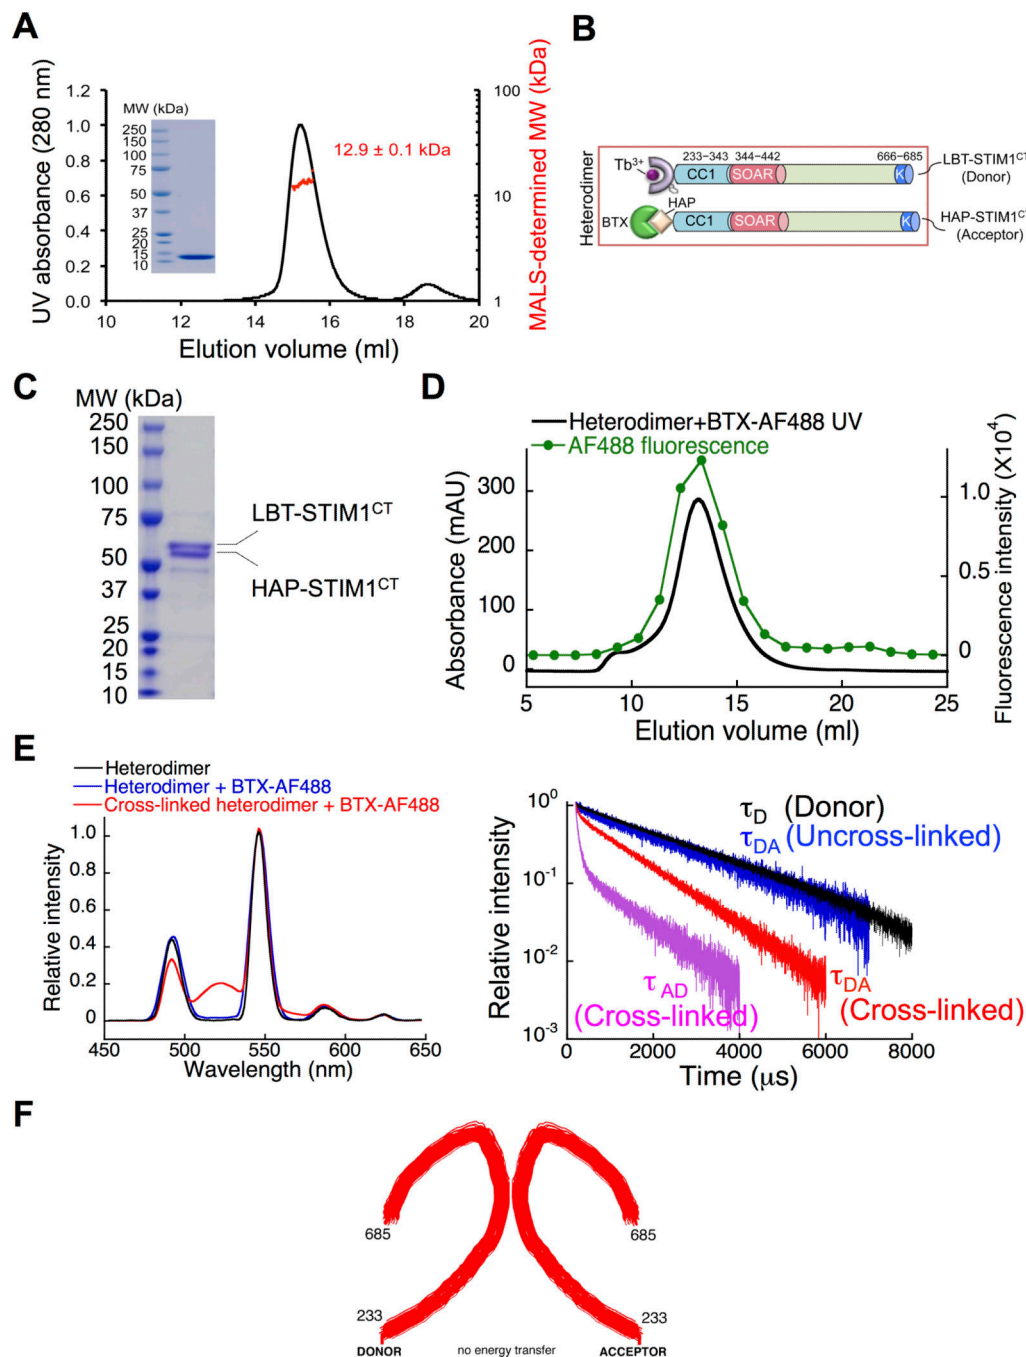 A
MW (kDa)
250
150
100
75
50
37
25
20
15
10
UV absorbance (280 nm)
1.2
1.0
0.8
0.6
0.4
0.2
0.0
10
12
14
16
18
20
Elution volume (ml)
12.9 ± 0.1 kDa
100
10
1
MALS-determined MW (kDa)
B
Heterodimer
Tb3+
233–343
344–442
666–685
CC1
SOAR
K
LBT-STIM1CT
(Donor)
BTX
HAP
CC1
SOAR
K
HAP-STIM1CT
(Acceptor)
C
MW (kDa)
250
150
100
75
50
37
25
20
15
10
LBT-STIM1CT
HAP-STIM1CT
D
Heterodimer+BTX-AF488 UV
AF488 fluorescence
Absorbance (mAU)
300
200
100
0
5
10
15
20
25
Elution volume (ml)
1.0
0.5
0
Fluorescence intensity (X104)
E
Heterodimer
Heterodimer + BTX-AF488
Cross-linked heterodimer + BTX-AF488
Relative intensity
1.0
0.8
0.6
0.4
0.2
0
450
500
550
600
650
Wavelength (nm)
Relative intensity
100
10-1
10-2
10-3
τD (Donor)
τDA (Uncross-linked)
τAD
(Cross-linked)
τDA
(Cross-linked)
0
2000
4000
6000
8000
Time (μs)
F
685
685
233
233
DONOR
no energy transfer
ACCEPTOR